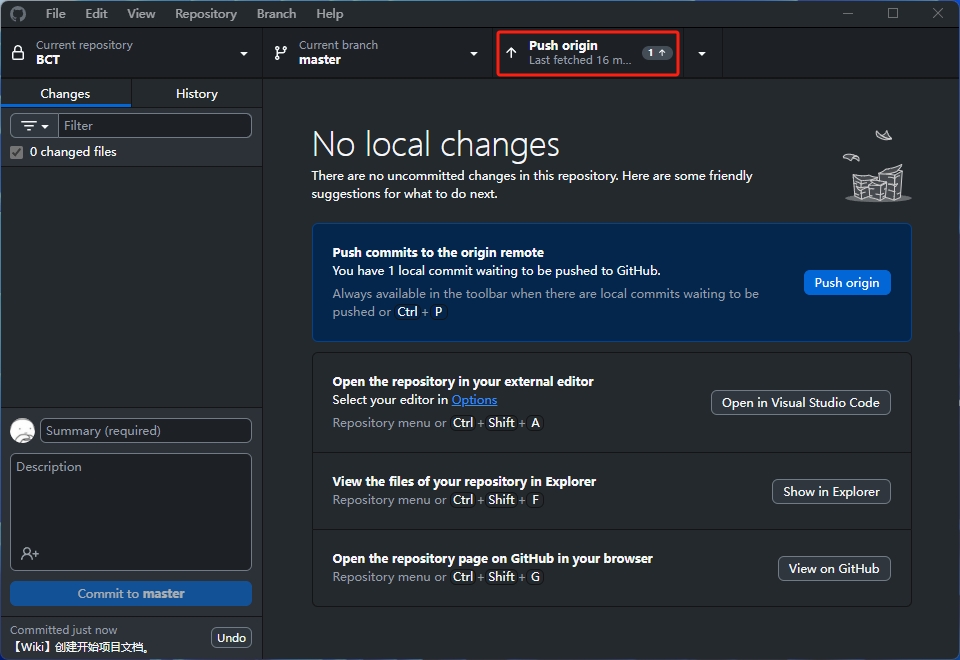 File Edit View Repository Branch Help
Current repository
BCT
Current branch
master
Push origin
Last fetched 16 m...
1
Changes
History
Filter
0 changed files
No local changes
There are no uncommitted changes in this repository. Here are some friendly
suggestions for what to do next.
Push commits to the origin remote
You have 1 local commit waiting to be pushed to GitHub.
Always available in the toolbar when there are local commits waiting to be
pushed or Ctrl + P
Push origin
Open the repository in your external editor
Select your editor in Options
Repository menu or Ctrl + Shift + A
Open in Visual Studio Code
View the files of your repository in Explorer
Repository menu or Ctrl + Shift + F
Show in Explorer
Open the repository page on GitHub in your browser
Repository menu or Ctrl + Shift + G
View on GitHub
Summary (required)
Description
Commit to master
Committed just now
【Wiki】创建开始项目文档。
Undo